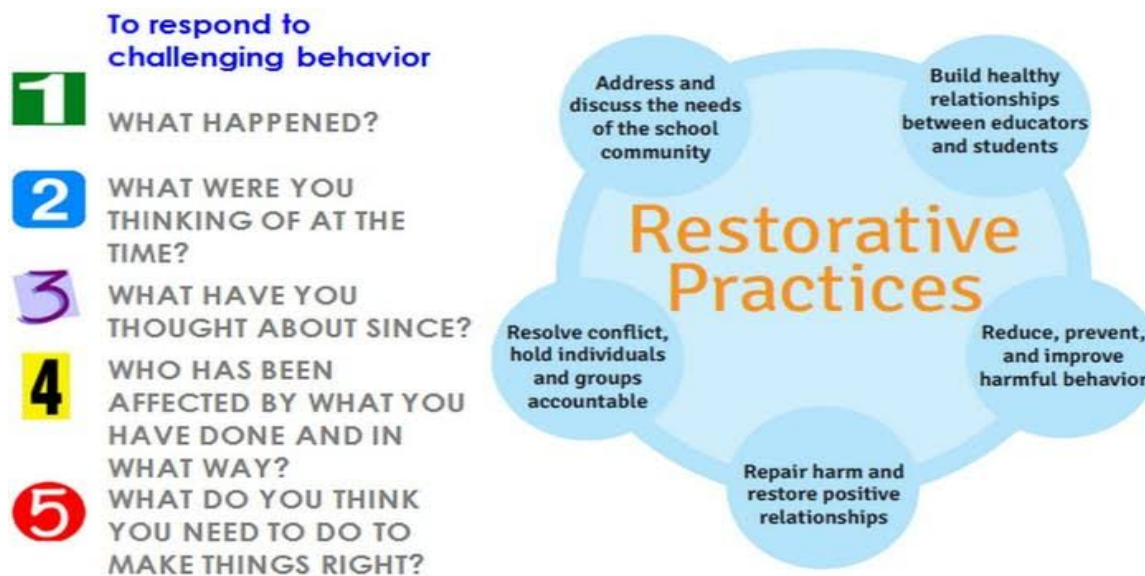 To respond to
challenging behavior
1
WHAT HAPPENED?
2
WHAT WERE YOU
THINKING OF AT THE
TIME?
3
WHAT HAVE YOU
THOUGHT ABOUT SINCE?
4
WHO HAS BEEN
AFFECTED BY WHAT YOU
HAVE DONE AND IN
WHAT WAY?
5
WHAT DO YOU THINK
YOU NEED TO DO TO
MAKE THINGS RIGHT?
Address and
discuss the needs
of the school
community
Build healthy
relationships
between educators
and students
Restorative
Practices
Resolve conflict,
hold individuals
and groups
accountable
Reduce, prevent,
and improve
harmful behavior
Repair harm and
restore positive
relationships